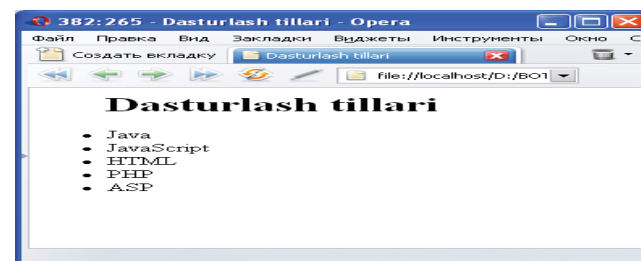 382:265 - Dasturlash tillari - Opera
Файл Правка Вид Закладки Виджеты Инструменты Окно С
Создать вкладку Dasturlash tillari
file://localhost/D:/BO1
Dasturlash tillari
• Java
• JavaScript
• HTML
• PHP
• ASP